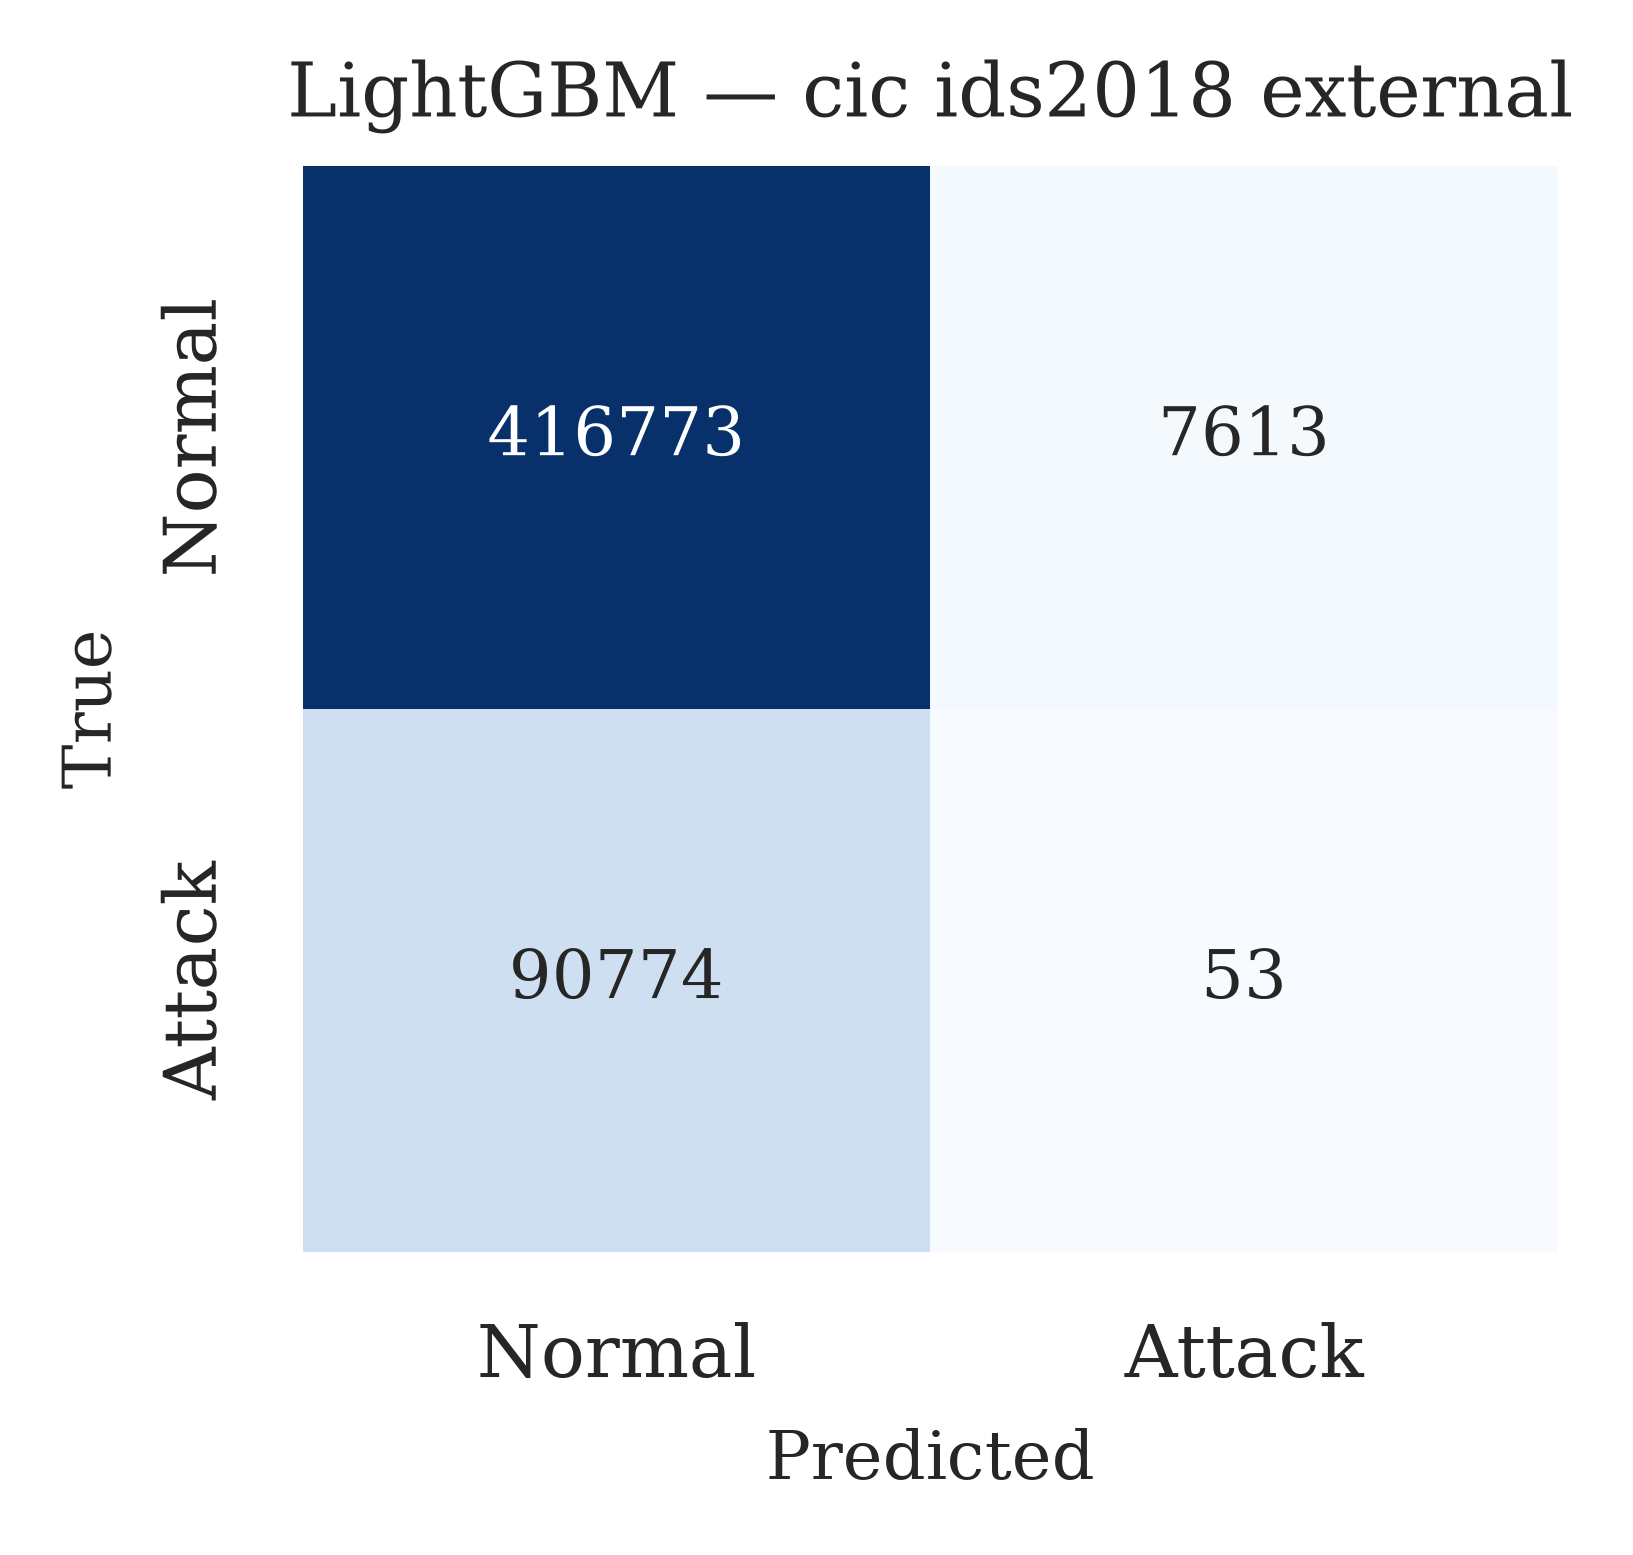 LightGBM — cic ids2018 external
True
Normal
416773 7613
Attack
90774 53
Normal Attack
Predicted